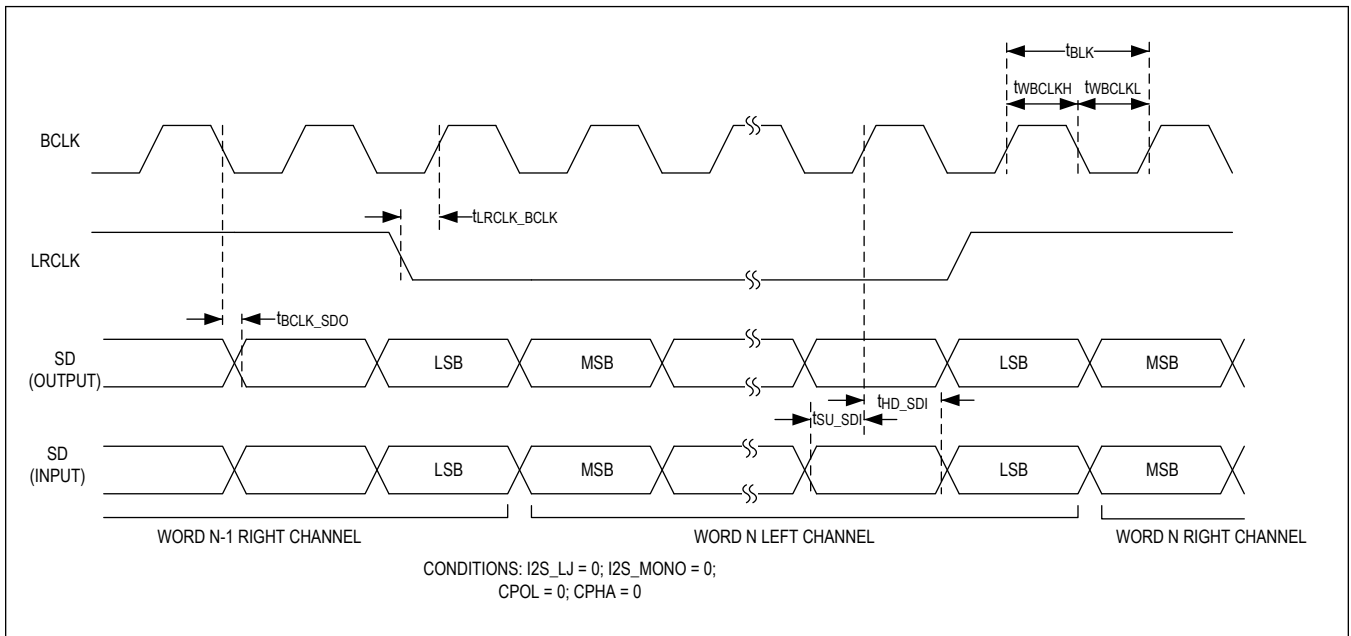 tBLK
tWBCLKH tWBCLKL
BCLK
tLRCLK_BCLK
LRCLK
tBCLK_SDO
SD
(OUTPUT)
LSB MSB LSB MSB
tHD_SDI
tSU_SDI
SD
(INPUT)
LSB MSB LSB MSB
WORD N-1 RIGHT CHANNEL WORD N LEFT CHANNEL WORD N RIGHT CHANNEL
CONDITIONS: I2S_LJ = 0; I2S_MONO = 0;
CPOL = 0; CPHA = 0